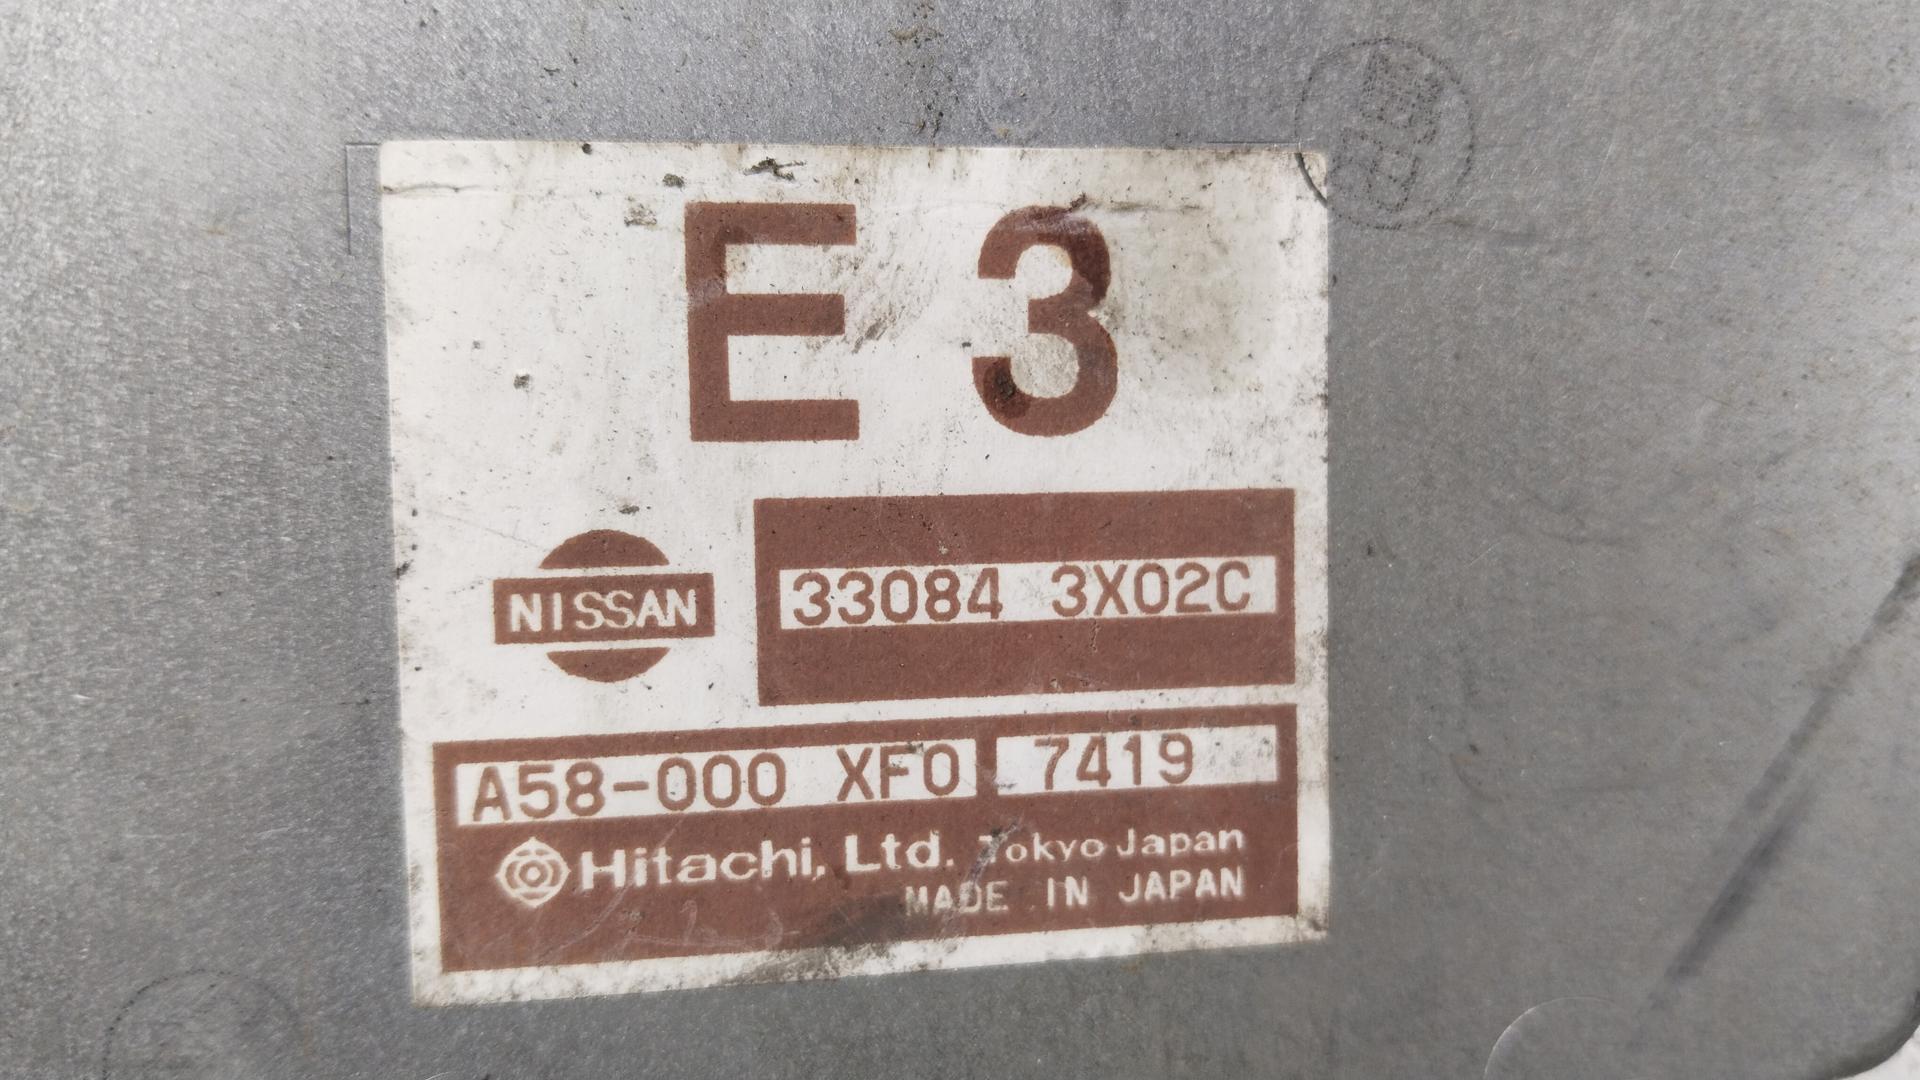 E 3
NISSAN
33084 3X02C
A58-000 XF0 7419
Hitachi, Ltd. Tokyo Japan
MADE IN JAPAN